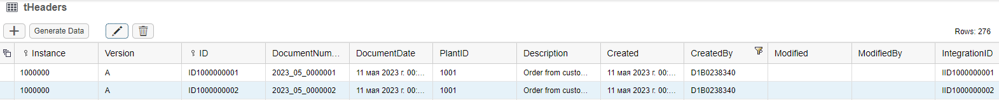 tHeaders
Generate Data
Rows: 276
Instance Version ID DocumentNum... DocumentDate PlantID Description Created CreatedBy Modified ModifiedBy IntegrationID
1000000 A ID1000000001 2023_05_0000001 11 мая 2023 г. 00:... 1001 Order from custo... 11 мая 2023 г. 00:... D1B0238340 IID1000000001
1000000 A ID1000000002 2023_05_0000002 11 мая 2023 г. 00:... 1001 Order from custo... 11 мая 2023 г. 00:... D1B0238340 IID1000000002